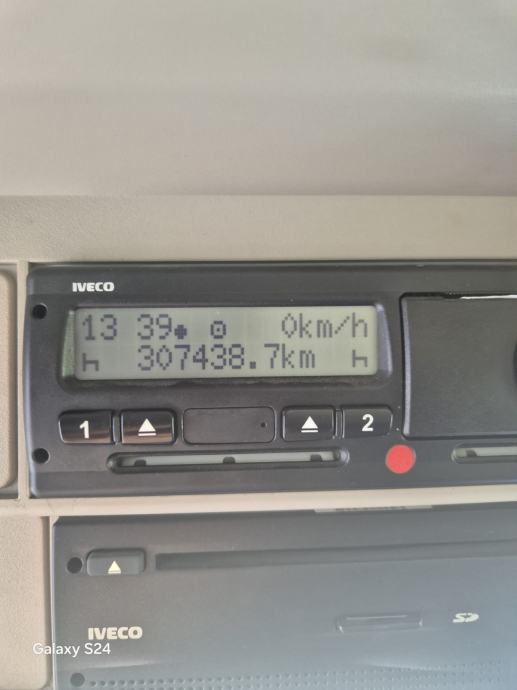 IVECO
13 39 0km/h
307438.7km
1 2
IVECO
SD
Galaxy S24